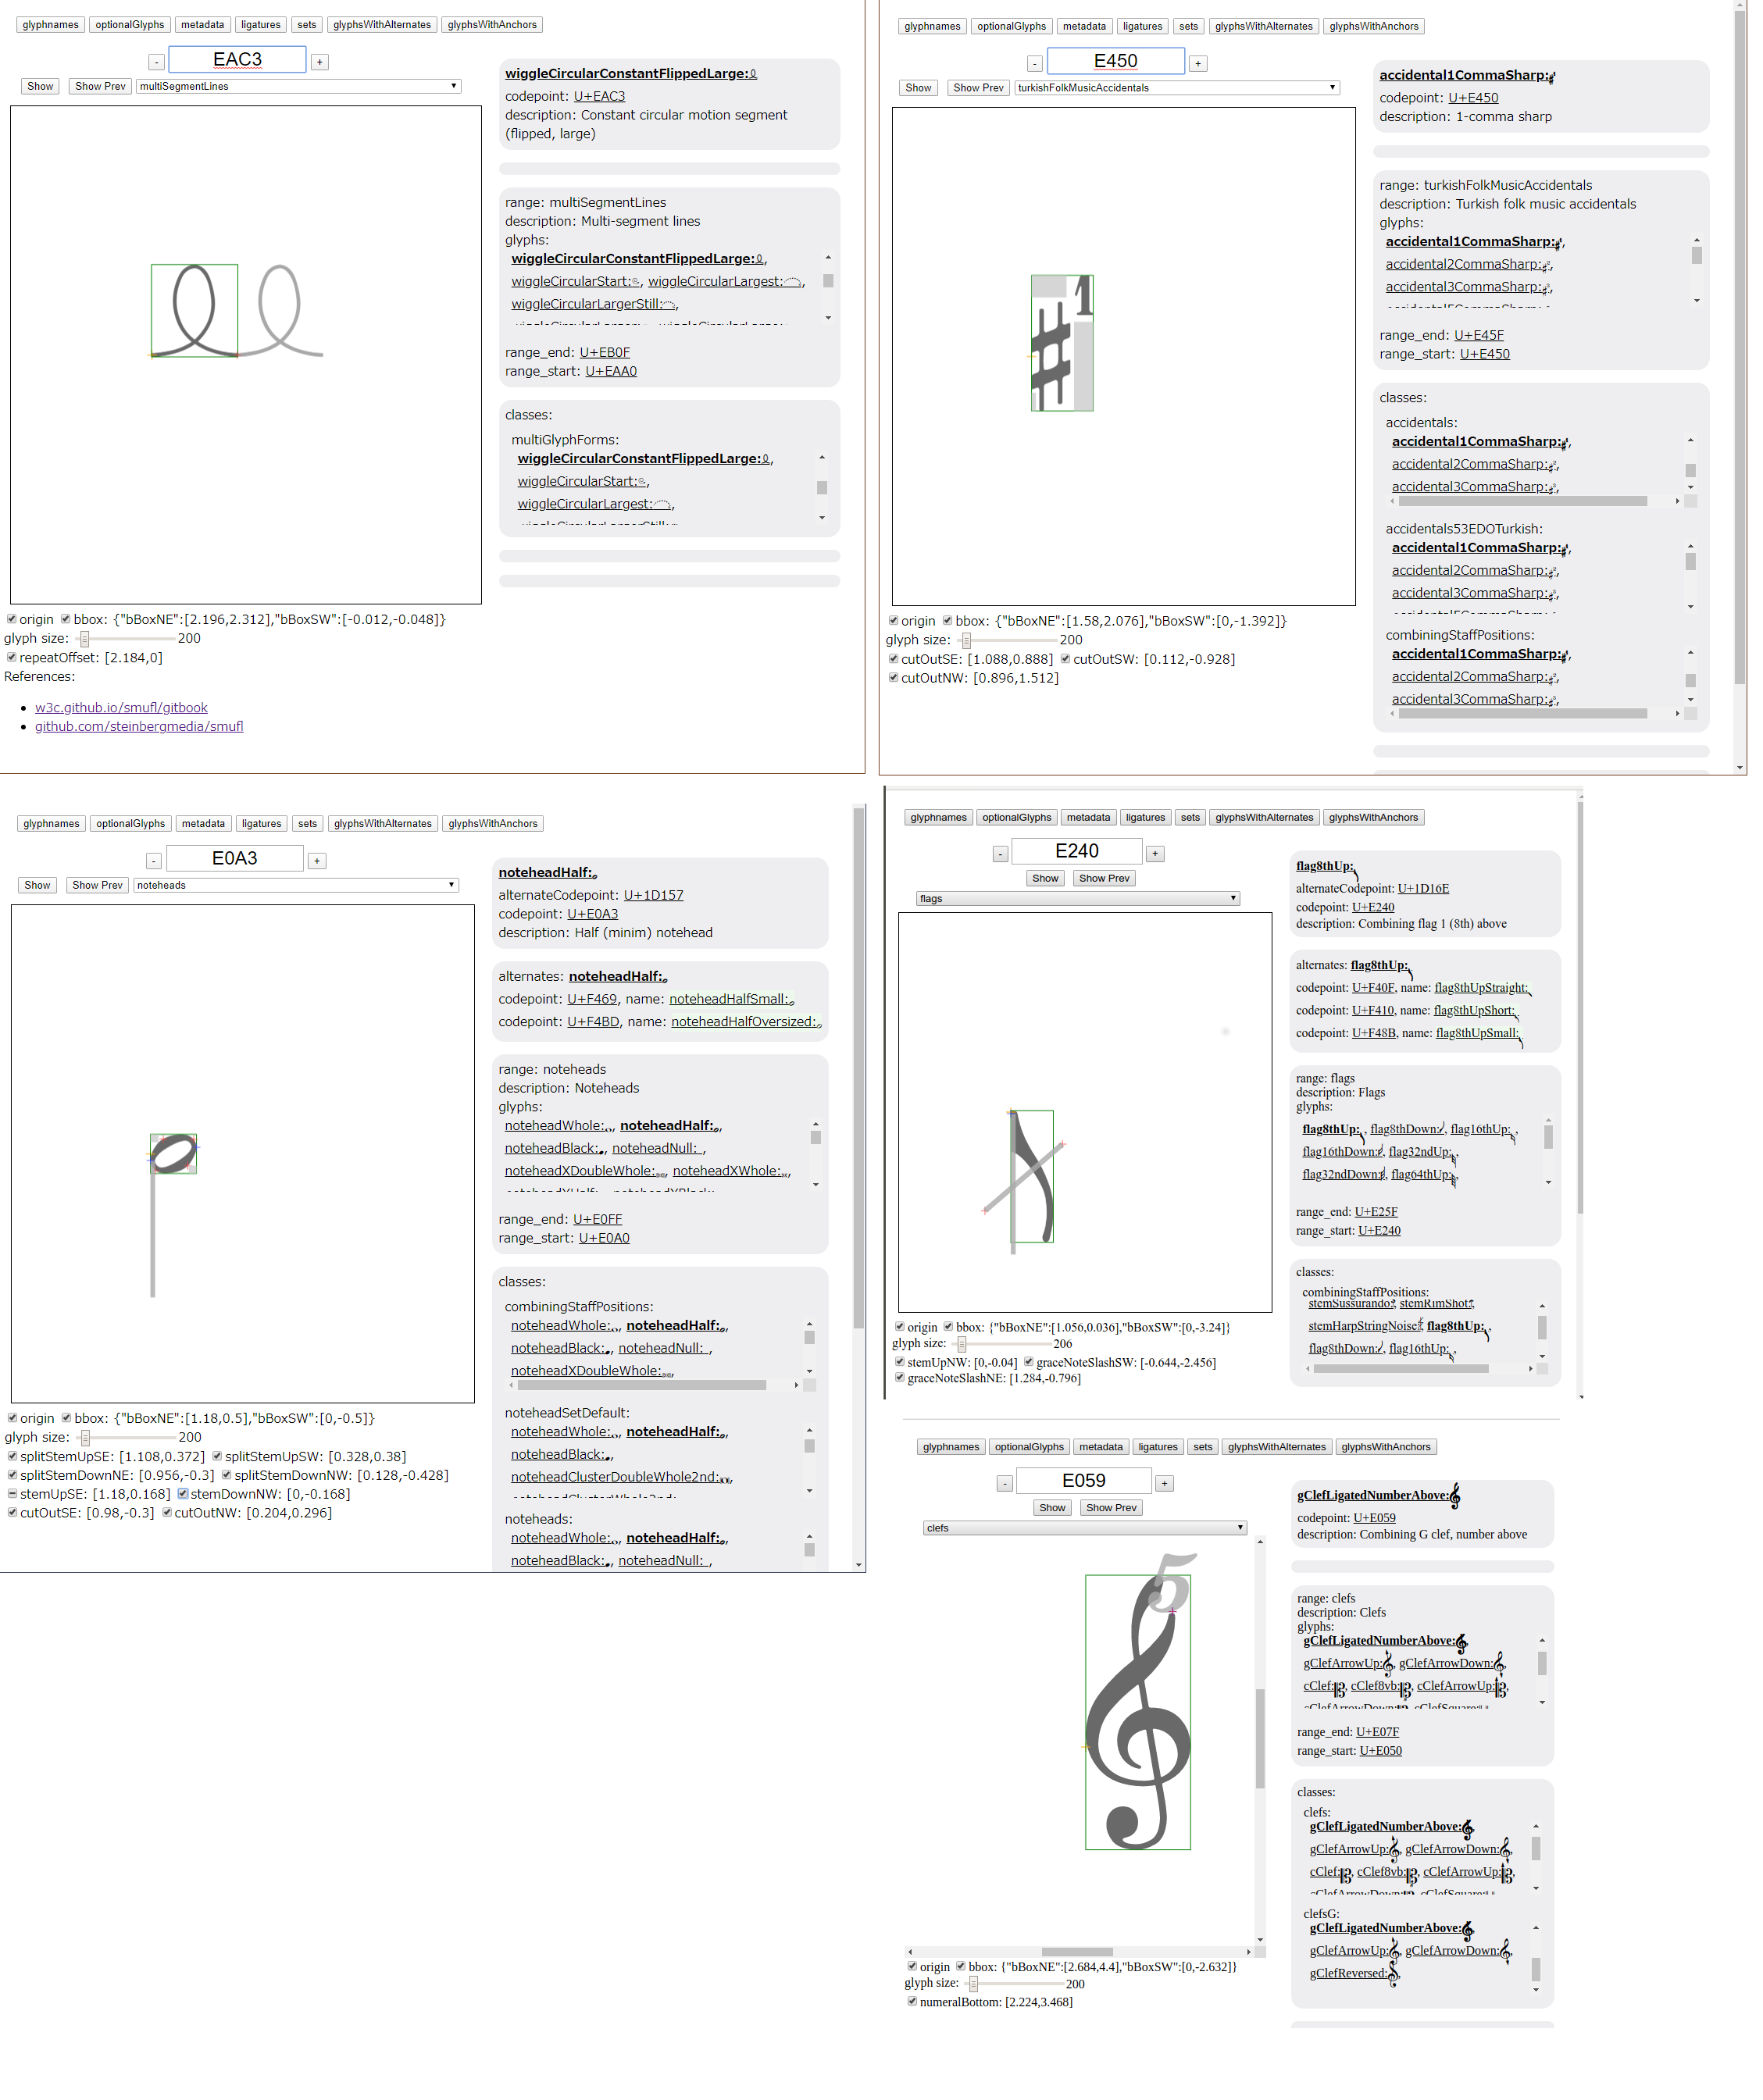 glyphnames optionalGlyphs metadata ligatures sets glyphsWithAlternates glyphsWithAnchors
- EAC3 +
Show Show Prev multiSegmentLines
wiggleCircularConstantFlippedLarge:
codepoint: U+EAC3
description: Constant circular motion segment
(flipped, large)
range: multiSegmentLines
description: Multi-segment lines
glyphs:
wiggleCircularConstantFlippedLarge:,
wiggleCircularStart:, wiggleCircularLargest:,
wiggleCircularLargerStill:,
range_end: U+EB0F
range_start: U+EAA0
classes:
multiGlyphForms:
wiggleCircularConstantFlippedLarge:,
wiggleCircularStart:,
wiggleCircularLargest:,
wiggleCircularLargerStill:
origin bbox: {"bBoxNE":[2.196,2.312],"bBoxSW":[-0.012,-0.048]}
glyph size: 200
repeatOffset: [2.184,0]
References:
w3c.github.io/smufl/gitbook
github.com/steinbergmedia/smufl
glyphnames optionalGlyphs metadata ligatures sets glyphsWithAlternates glyphsWithAnchors
- E450 +
Show Show Prev turkishFolkMusicAccidentals
1
accidental1CommaSharp:
codepoint: U+E450
description: 1-comma sharp
range: turkishFolkMusicAccidentals
description: Turkish folk music accidentals
glyphs:
accidental1CommaSharp:,
accidental2CommaSharp:,
accidental3CommaSharp:,
range_end: U+E45F
range_start: U+E450
classes:
accidentals:
accidental1CommaSharp:,
accidental2CommaSharp:,
accidental3CommaSharp:,
accidentals53EDOTurkish:
accidental1CommaSharp:,
accidental2CommaSharp:,
accidental3CommaSharp:,
combiningStaffPositions:
accidental1CommaSharp:,
accidental2CommaSharp:,
accidental3CommaSharp:,
origin bbox: {"bBoxNE":[1.58,2.076],"bBoxSW":[0,-1.392]}
glyph size: 200
cutOutSE: [1.088,0.888] cutOutSW: [0.112,-0.928]
cutOutNW: [0.896,1.512]
glyphnames optionalGlyphs metadata ligatures sets glyphsWithAlternates glyphsWithAnchors
- E0A3 +
Show Show Prev noteheads
noteheadHalf:
alternateCodepoint: U+1D157
codepoint: U+E0A3
description: Half (minim) notehead
alternates: noteheadHalf:
codepoint: U+F469, name: noteheadHalfSmall:
codepoint: U+F4BD, name: noteheadHalfOversized:
range: noteheads
description: Noteheads
glyphs:
noteheadWhole:, noteheadHalf:,
noteheadBlack:, noteheadNull: ,
noteheadXDoubleWhole:, noteheadXWhole:,
noteheadXHalf:, noteheadXBlack:
range_end: U+E0FF
range_start: U+E0A0
classes:
combiningStaffPositions:
noteheadWhole:, noteheadHalf:,
noteheadBlack:, noteheadNull: ,
noteheadXDoubleWhole:,
noteheadSetDefault:
noteheadWhole:, noteheadHalf:,
noteheadBlack:,
noteheadClusterDoubleWhole2nd:,
noteheadClusterWhole2nd:
noteheads:
noteheadWhole:, noteheadHalf:,
noteheadBlack:, noteheadNull: ,
origin bbox: {"bBoxNE":[1.18,0.5],"bBoxSW":[0,-0.5]}
glyph size: 200
splitStemUpSE: [1.108,0.372] splitStemUpSW: [0.328,0.38]
splitStemDownNE: [0.956,-0.3] splitStemDownNW: [0.128,-0.428]
stemUpSE: [1.18,0.168] stemDownNW: [0,-0.168]
cutOutSE: [0.98,-0.3] cutOutNW: [0.204,0.296]
glyphnames optionalGlyphs metadata ligatures sets glyphsWithAlternates glyphsWithAnchors
- E240 +
Show Show Prev
flags
flag8thUp:
alternateCodepoint: U+1D16E
codepoint: U+E240
description: Combining flag 1 (8th) above
alternates: flag8thUp:
codepoint: U+F40F, name: flag8thUpStraight:
codepoint: U+F410, name: flag8thUpShort:
codepoint: U+F48B, name: flag8thUpSmall:
range: flags
description: Flags
glyphs:
flag8thUp: , flag8thDown:, flag16thUp: ,
flag16thDown:, flag32ndUp: ,
flag32ndDown:, flag64thUp: ,
range_end: U+E25F
range_start: U+E240
classes:
combiningStaffPositions:
stemSussurando:, stemRimShot:,
stemHarpStringNoise:, flag8thUp: ,
flag8thDown:, flag16thUp: ,
origin bbox: {"bBoxNE":[1.056,0.036],"bBoxSW":[0,-3.24]}
glyph size: 206
stemUpNW: [0,-0.04] graceNoteSlashSW: [-0.644,-2.456]
graceNoteSlashNE: [1.284,-0.796]
glyphnames optionalGlyphs metadata ligatures sets glyphsWithAlternates glyphsWithAnchors
- E059 +
Show Show Prev
clefs
5
gClefLigatedNumberAbove:
codepoint: U+E059
description: Combining G clef, number above
range: clefs
description: Clefs
glyphs:
gClefLigatedNumberAbove:
gClefArrowUp:, gClefArrowDown:,
cClef:, cClef8vb:, cClefArrowUp:,
cClefArrowDown:, cClefSquare:
range_end: U+E07F
range_start: U+E050
classes:
clefs:
gClefLigatedNumberAbove:
gClefArrowUp:, gClefArrowDown:,
cClef:, cClef8vb:, cClefArrowUp:,
cClefArrowDown:, cClefSquare:
clefsG:
gClefLigatedNumberAbove:
gClefArrowUp:, gClefArrowDown:,
gClefReversed:,
origin bbox: {"bBoxNE":[2.684,4.4],"bBoxSW":[0,-2.632]}
glyph size: 200
numeralBottom: [2.224,3.468]